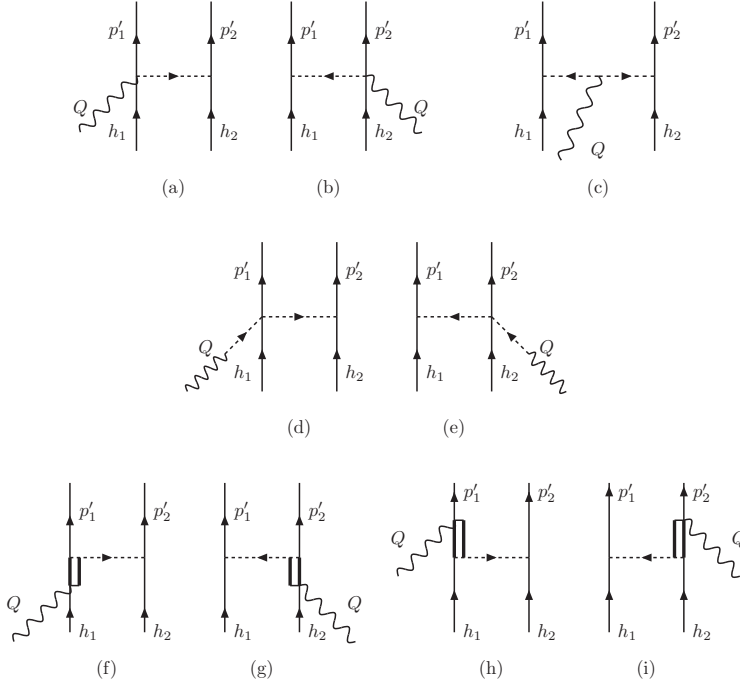 p′₁ p′₂ p′₁ p′₂ p′₁ p′₂
Q Q
h₁ h₂ h₁ h₂ h₁ h₂
Q
(a) (b) (c)
p′₁ p′₂ p′₁ p′₂
Q Q
h₁ h₂ h₁ h₂
(d) (e)
p′₁ p′₂ p′₁ p′₂ p′₁ p′₂ p′₁ p′₂
Q Q
Q Q
h₁ h₂ h₁ h₂ h₁ h₂ h₁ h₂
(f) (g) (h) (i)